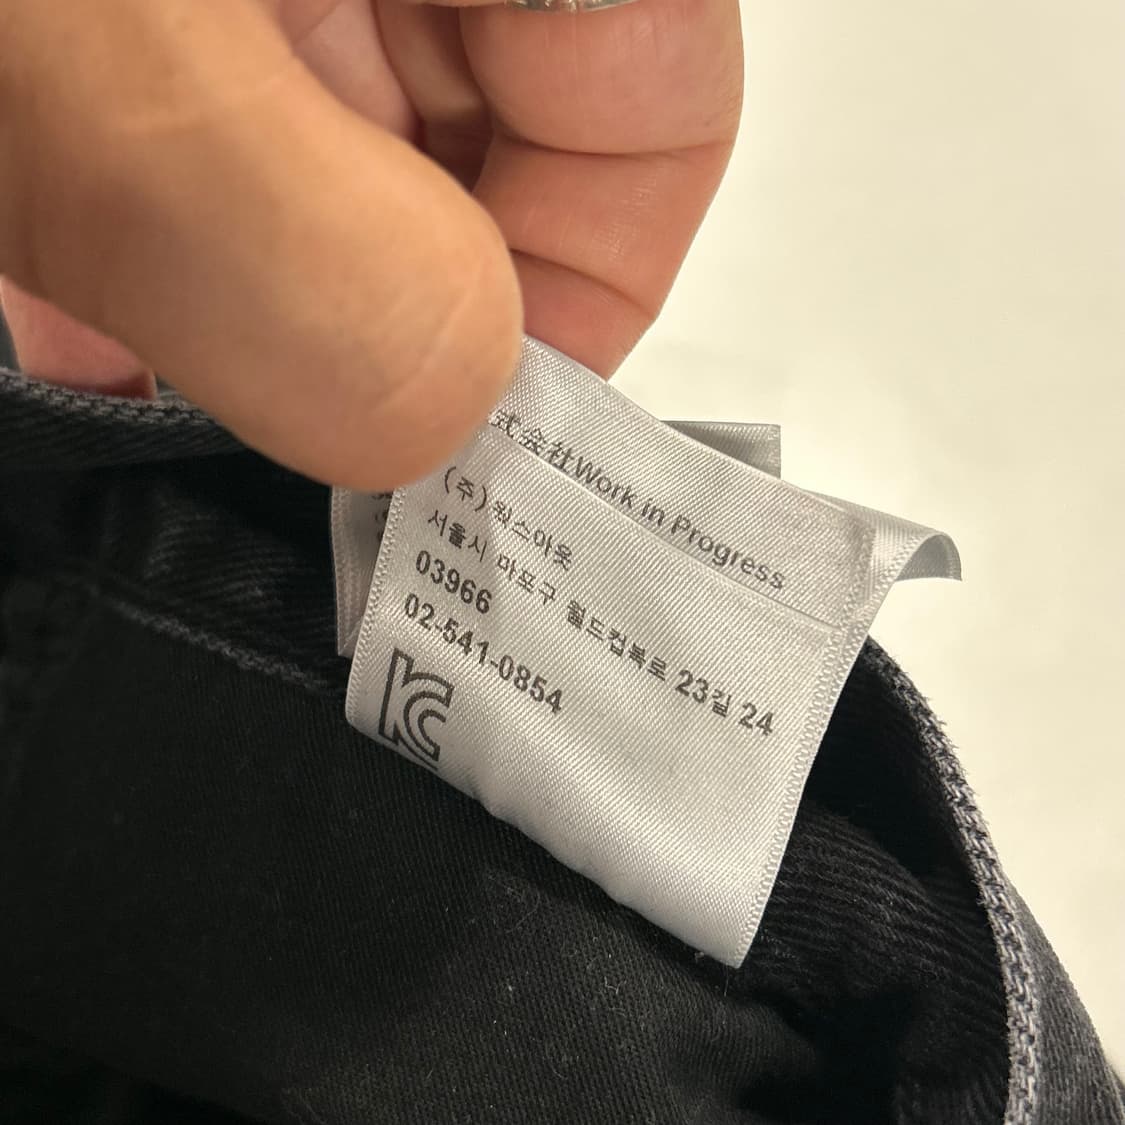 式会社Work in Progress
(주)웍스아웃
서울시 마포구 월드컵북로 23길 24
03966
02-541-0854
KC